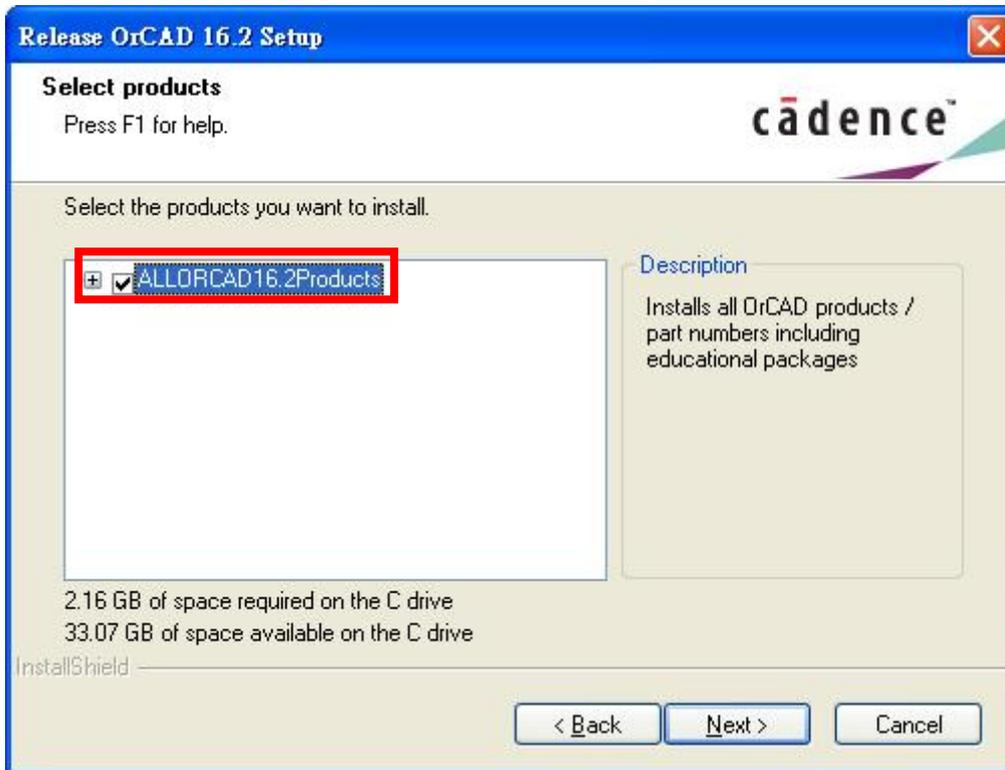 Release OrCAD 16.2 Setup
Select products
Press F1 for help.
cādence™
Select the products you want to install.
ALLORCAD16.2Products
Description
Installs all OrCAD products /
part numbers including
educational packages
2.16 GB of space required on the C drive
33.07 GB of space available on the C drive
InstallShield
< Back
Next >
Cancel